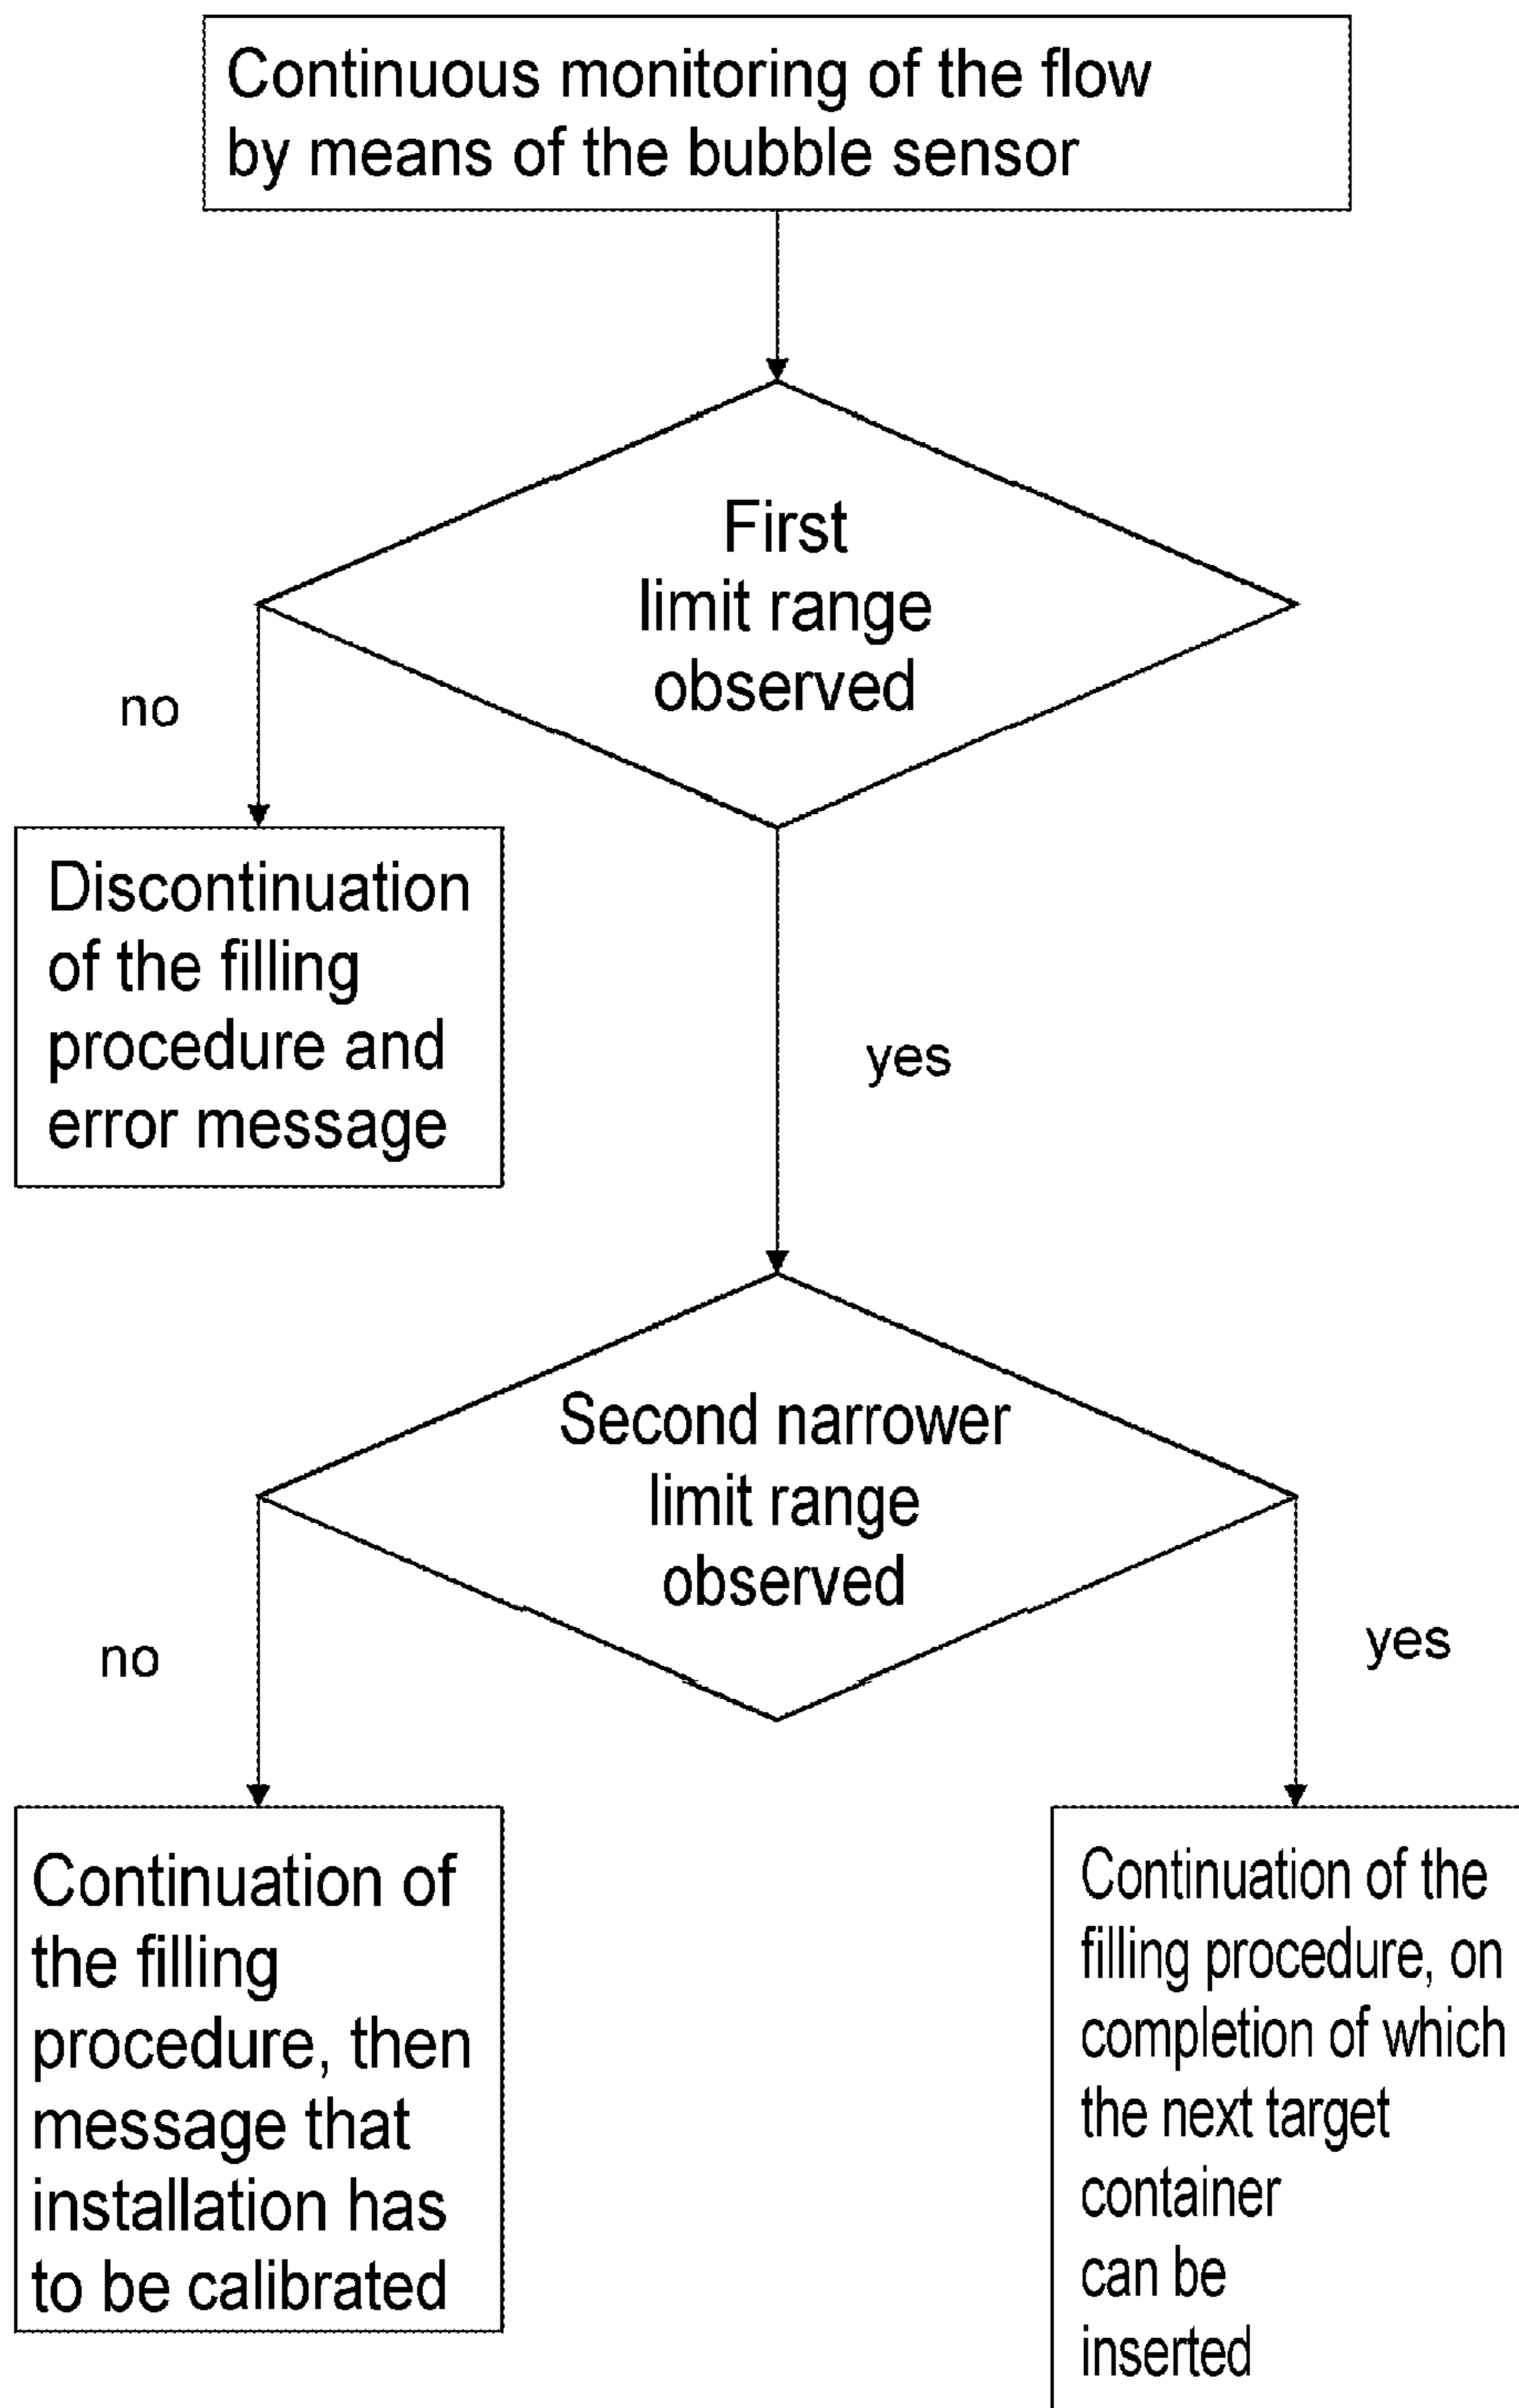 Continuous monitoring of the flow
by means of the bubble sensor
First
limit range
observed
no
Discontinuation
of the filling
procedure and
error message
yes
Second narrower
limit range
observed
no
yes
Continuation of
the filling
procedure, then
message that
installation has
to be calibrated
Continuation of the
filling procedure, on
completion of which
the next target
container
can be
inserted